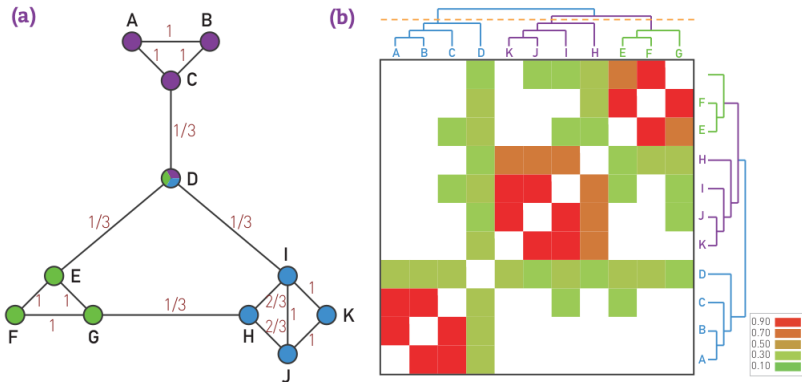 (a)
A
B
1
1
1
C
1/3
D
1/3
1/3
E
I
1
1
2/3
1
1
F
1
G
1/3
H
2/3
1
K
J
(b)
A B C D K J I H E F G
F
E
H
I
J
K
D
C
B
A
0.90
0.70
0.50
0.30
0.10